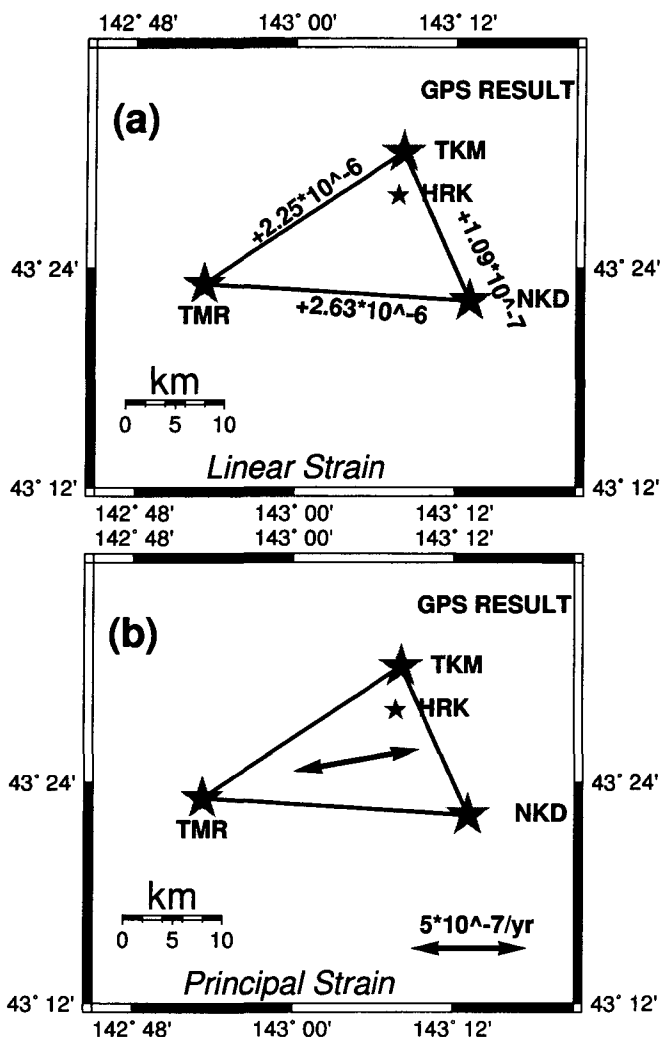 142° 48' 143° 00' 143° 12'
GPS RESULT
(a)
TKM
+2.25*10^-6
HRK
+1.09*10^-7
43° 24' 43° 24'
NKD
TMR
+2.63*10^-6
km
0 5 10
Linear Strain
43° 12' 43° 12'
142° 48' 143° 00' 143° 12'
142° 48' 143° 00' 143° 12'
GPS RESULT
(b)
TKM
HRK
43° 24' 43° 24'
NKD
TMR
km
0 5 10
5*10^-7/yr
Principal Strain
43° 12' 43° 12'
142° 48' 143° 00' 143° 12'